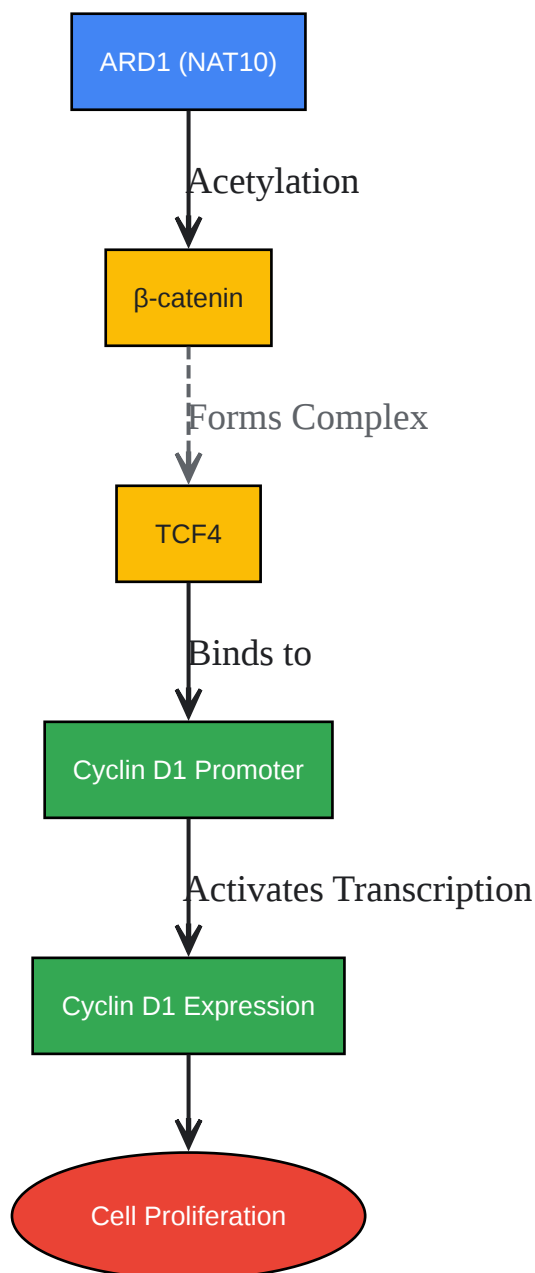 ARD1 (NAT10)
Acetylation
β-catenin
Forms Complex
TCF4
Binds to
Cyclin D1 Promoter
Activates Transcription
Cyclin D1 Expression
Cell Proliferation